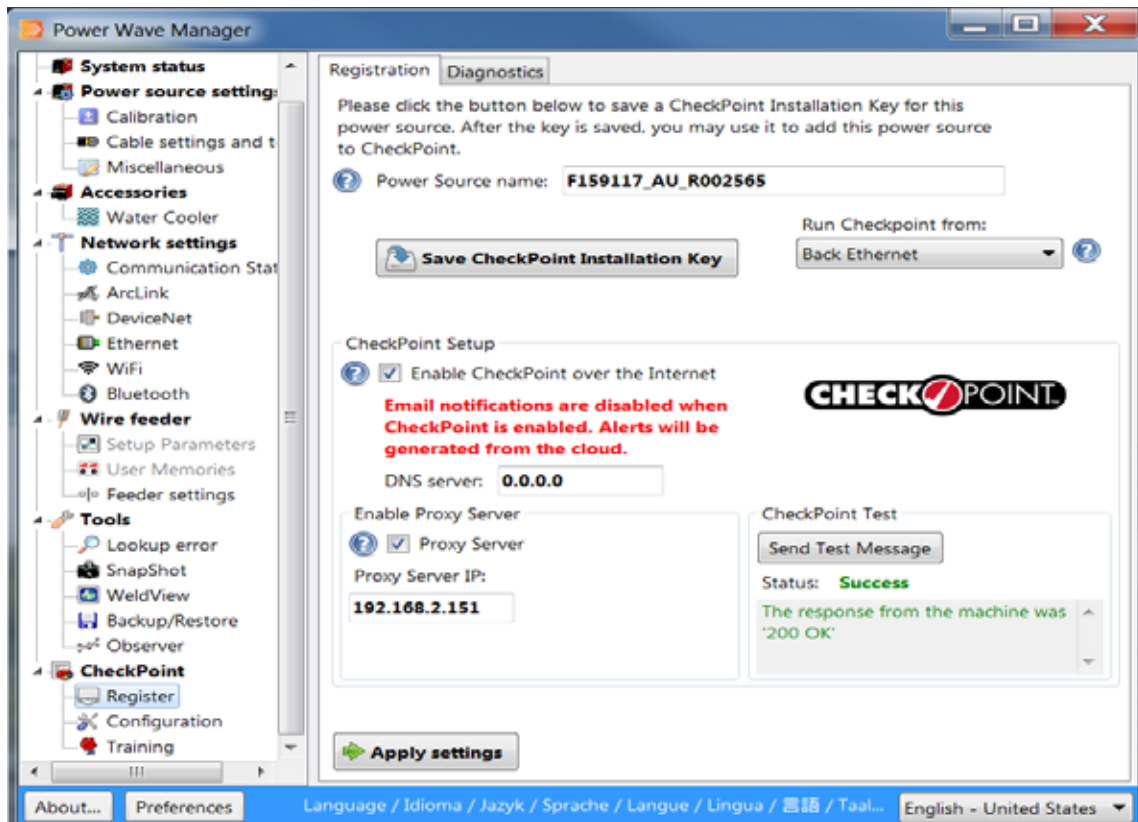 Power Wave Manager
System status
Power source setting
Calibration
Cable settings and t
Miscellaneous
Accessories
Water Cooler
Network settings
Communication Stat
ArcLink
DeviceNet
Ethernet
WiFi
Bluetooth
Wire feeder
Setup Parameters
User Memories
Feeder settings
Tools
Lookup error
SnapShot
WeldView
Backup/Restore
Observer
CheckPoint
Register
Configuration
Training
Registration
Diagnostics
Please click the button below to save a CheckPoint Installation Key for this
power source. After the key is saved, you may use it to add this power source
to CheckPoint.
Power Source name: F159117_AU_R002565
Run Checkpoint from:
Save CheckPoint Installation Key
Back Ethernet
CheckPoint Setup
Enable CheckPoint over the Internet
CHECK POINT
Email notifications are disabled when
CheckPoint is enabled. Alerts will be
generated from the cloud.
DNS server: 0.0.0.0
Enable Proxy Server
Proxy Server
Proxy Server IP:
192.168.2.151
CheckPoint Test
Send Test Message
Status: Success
The response from the machine was
'200 OK'
Apply settings
About...
Preferences
Language / Idioma / Jazyk / Sprache / Langue / Lingua / 言語 / Taal...
English - United States